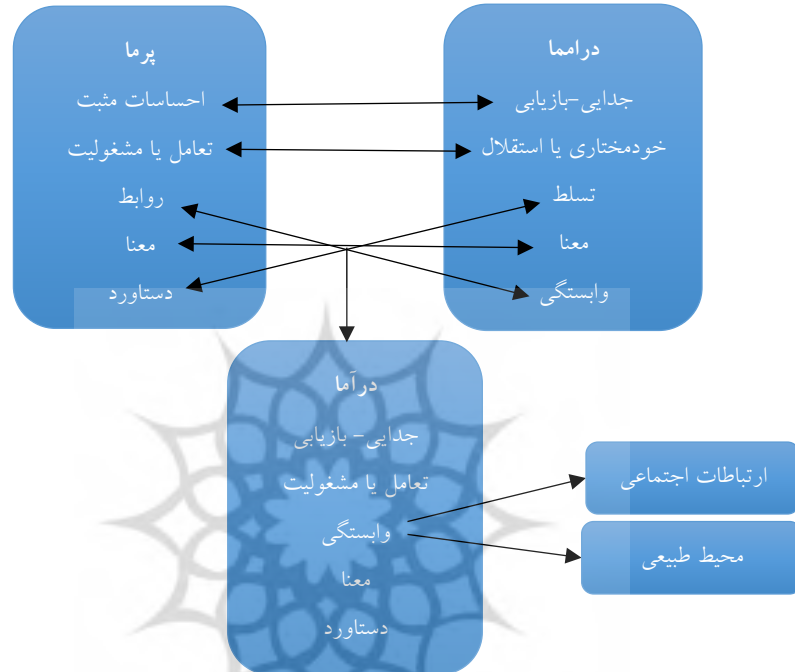 درامما
جدایی-بازیابی
خودمختاری یا استقلال
تسلط
معنا
وابستگی
پرما
احساسات مثبت
تعامل یا مشغولیت
روابط
معنا
دستاورد
درآما
جدایی- بازیابی
تعامل یا مشغولیت
وابستگی
معنا
دستاورد
ارتباطات اجتماعی
محیط طبیعی